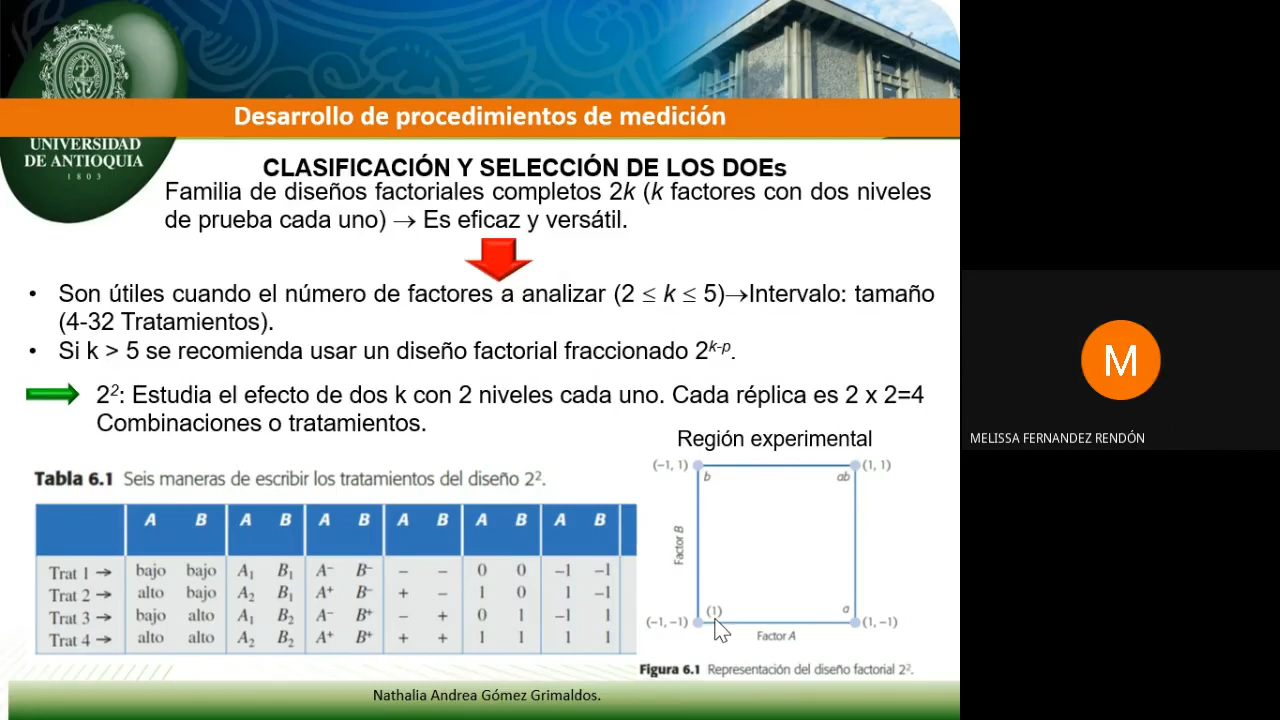 Desarrollo de procedimientos de medición
UNIVERSIDAD
DE ANTIOQUIA
1803
CLASIFICACIÓN Y SELECCIÓN DE LOS DOEs
Familia de diseños factoriales completos 2k (k factores con dos niveles
de prueba cada uno) → Es eficaz y versátil.
• Son útiles cuando el número de factores a analizar (2 ≤ k ≤ 5)→Intervalo: tamaño
(4-32 Tratamientos).
• Si k > 5 se recomienda usar un diseño factorial fraccionado 2^k-p.
2²: Estudia el efecto de dos k con 2 niveles cada uno. Cada réplica es 2 x 2=4
Combinaciones o tratamientos.
Tabla 6.1 Seis maneras de escribir los tratamientos del diseño 2².
A B A B A B A B A B A B
Trat 1 → bajo bajo A₁ B₁ A⁻ B⁻ − − 0 0 −1 −1
Trat 2 → alto bajo A₂ B₁ A⁺ B⁻ + − 1 0 1 −1
Trat 3 → bajo alto A₁ B₂ A⁻ B⁺ − + 0 1 −1 1
Trat 4 → alto alto A₂ B₂ A⁺ B⁺ + + 1 1 1 1
Región experimental
(−1, 1) (1, 1)
b ab
Factor B
(1) a
(−1, −1) (1, −1)
Factor A
Figura 6.1 Representación del diseño factorial 2².
Nathalia Andrea Gómez Grimaldos.
M
MELISSA FERNANDEZ RENDÓN